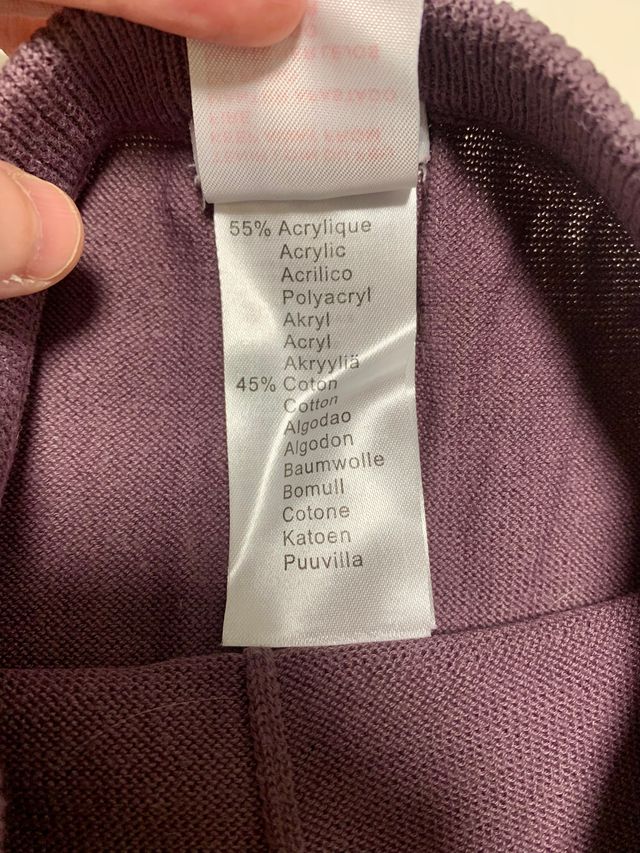 55% Acrylique
Acrylic
Acrilico
Polyacryl
Akryl
Acryl
Akryyliä
45% Coton
Cotton
Algodao
Algodon
Baumwolle
Bomull
Cotone
Katoen
Puuvilla